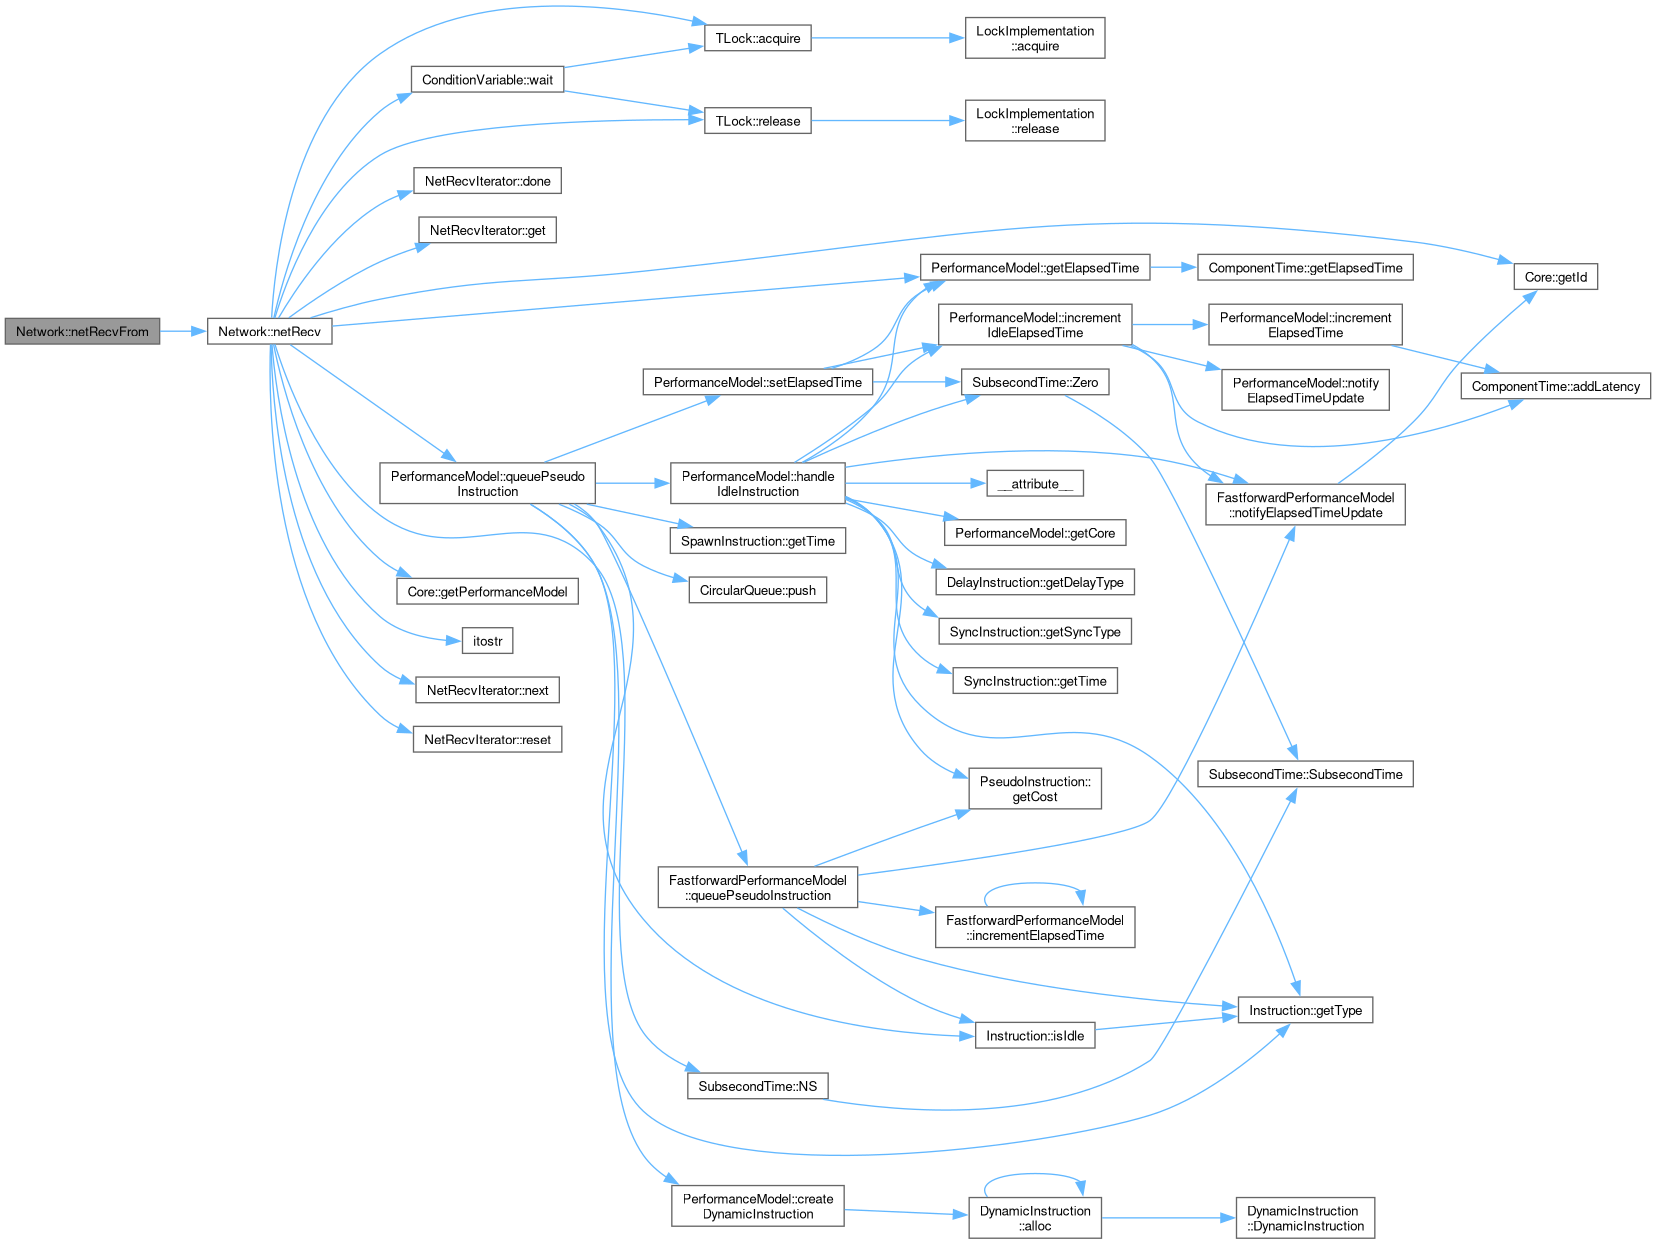 Network::netRecvFrom
Network::netRecv
TLock::acquire
LockImplementation
::acquire
ConditionVariable::wait
TLock::release
LockImplementation
::release
NetRecvIterator::done
NetRecvIterator::get
PerformanceModel::getElapsedTime
ComponentTime::getElapsedTime
Core::getId
PerformanceModel::increment
IdleElapsedTime
PerformanceModel::increment
ElapsedTime
PerformanceModel::setElapsedTime
SubsecondTime::Zero
PerformanceModel::notify
ElapsedTimeUpdate
ComponentTime::addLatency
PerformanceModel::queuePseudo
Instruction
PerformanceModel::handle
IdleInstruction
__attribute__
FastforwardPerformanceModel
::notifyElapsedTimeUpdate
SpawnInstruction::getTime
PerformanceModel::getCore
Core::getPerformanceModel
CircularQueue::push
DelayInstruction::getDelayType
itostr
SyncInstruction::getSyncType
NetRecvIterator::next
SyncInstruction::getTime
NetRecvIterator::reset
PseudoInstruction::
getCost
SubsecondTime::SubsecondTime
FastforwardPerformanceModel
::queuePseudoInstruction
FastforwardPerformanceModel
::incrementElapsedTime
Instruction::isIdle
Instruction::getType
SubsecondTime::NS
PerformanceModel::create
DynamicInstruction
DynamicInstruction
::alloc
DynamicInstruction
::DynamicInstruction